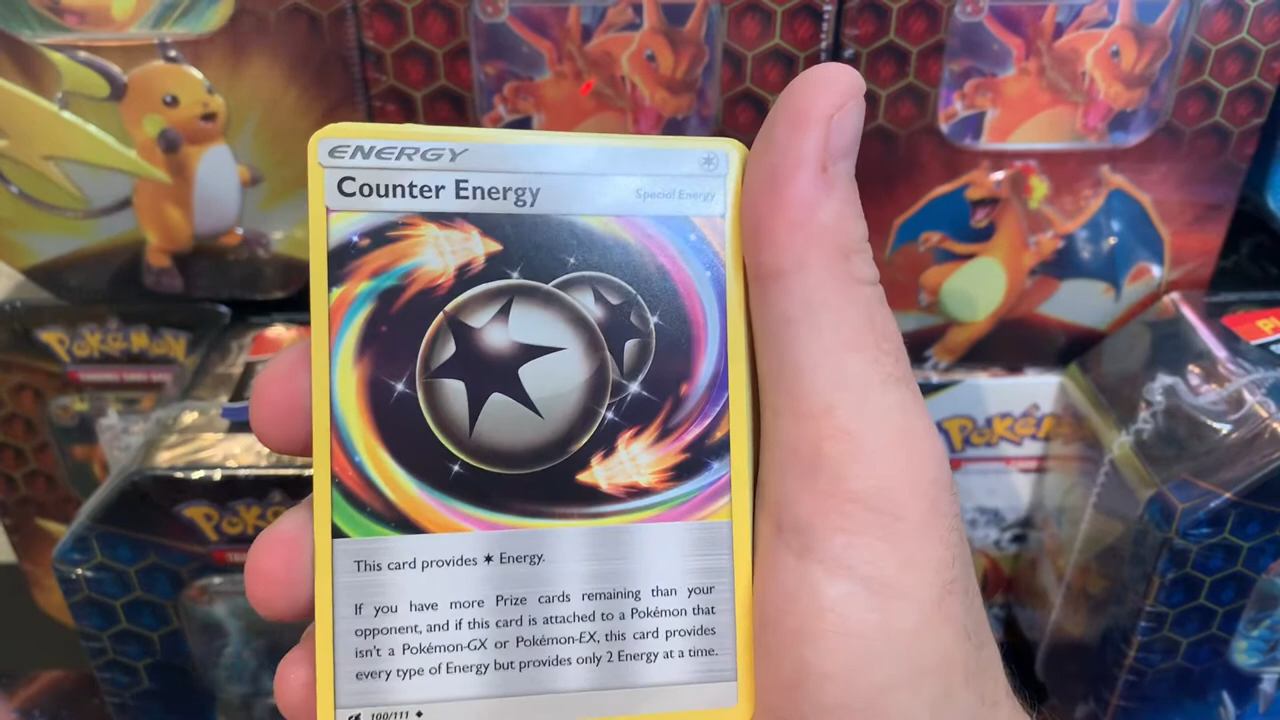 ENERGY
Counter Energy
Special Energy
This card provides Energy.
If you have more Prize cards remaining than your
opponent, and if this card is attached to a Pokémon that
isn't a Pokémon-GX or Pokémon-EX, this card provides
every type of Energy but provides only 2 Energy at a time.
100/111
POKéMON
POKé
POKéM